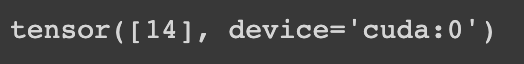 tensor([14], device='cuda:0')